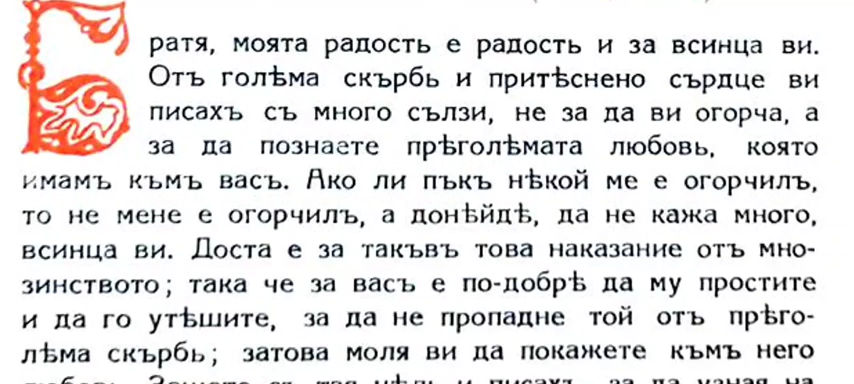 Братя, моята радость е радость и за всинца ви.
Отъ голѣма скърбь и притѣснено сърдце ви
писахъ съ много сълзи, не за да ви огорча, а
за да познаете прѣголѣмата любовь, която
имамъ къмъ васъ. Ако ли пъкъ нѣкой ме е огорчилъ,
то не мене е огорчилъ, а донѣйдѣ, да не кажа много,
всинца ви. Доста е за такъвъ това наказание отъ мно-
зинството; така че за васъ е по-добрѣ да му простите
и да го утѣшите, за да не пропадне той отъ прѣго-
лѣма скърбь; затова моля ви да покажете къмъ него